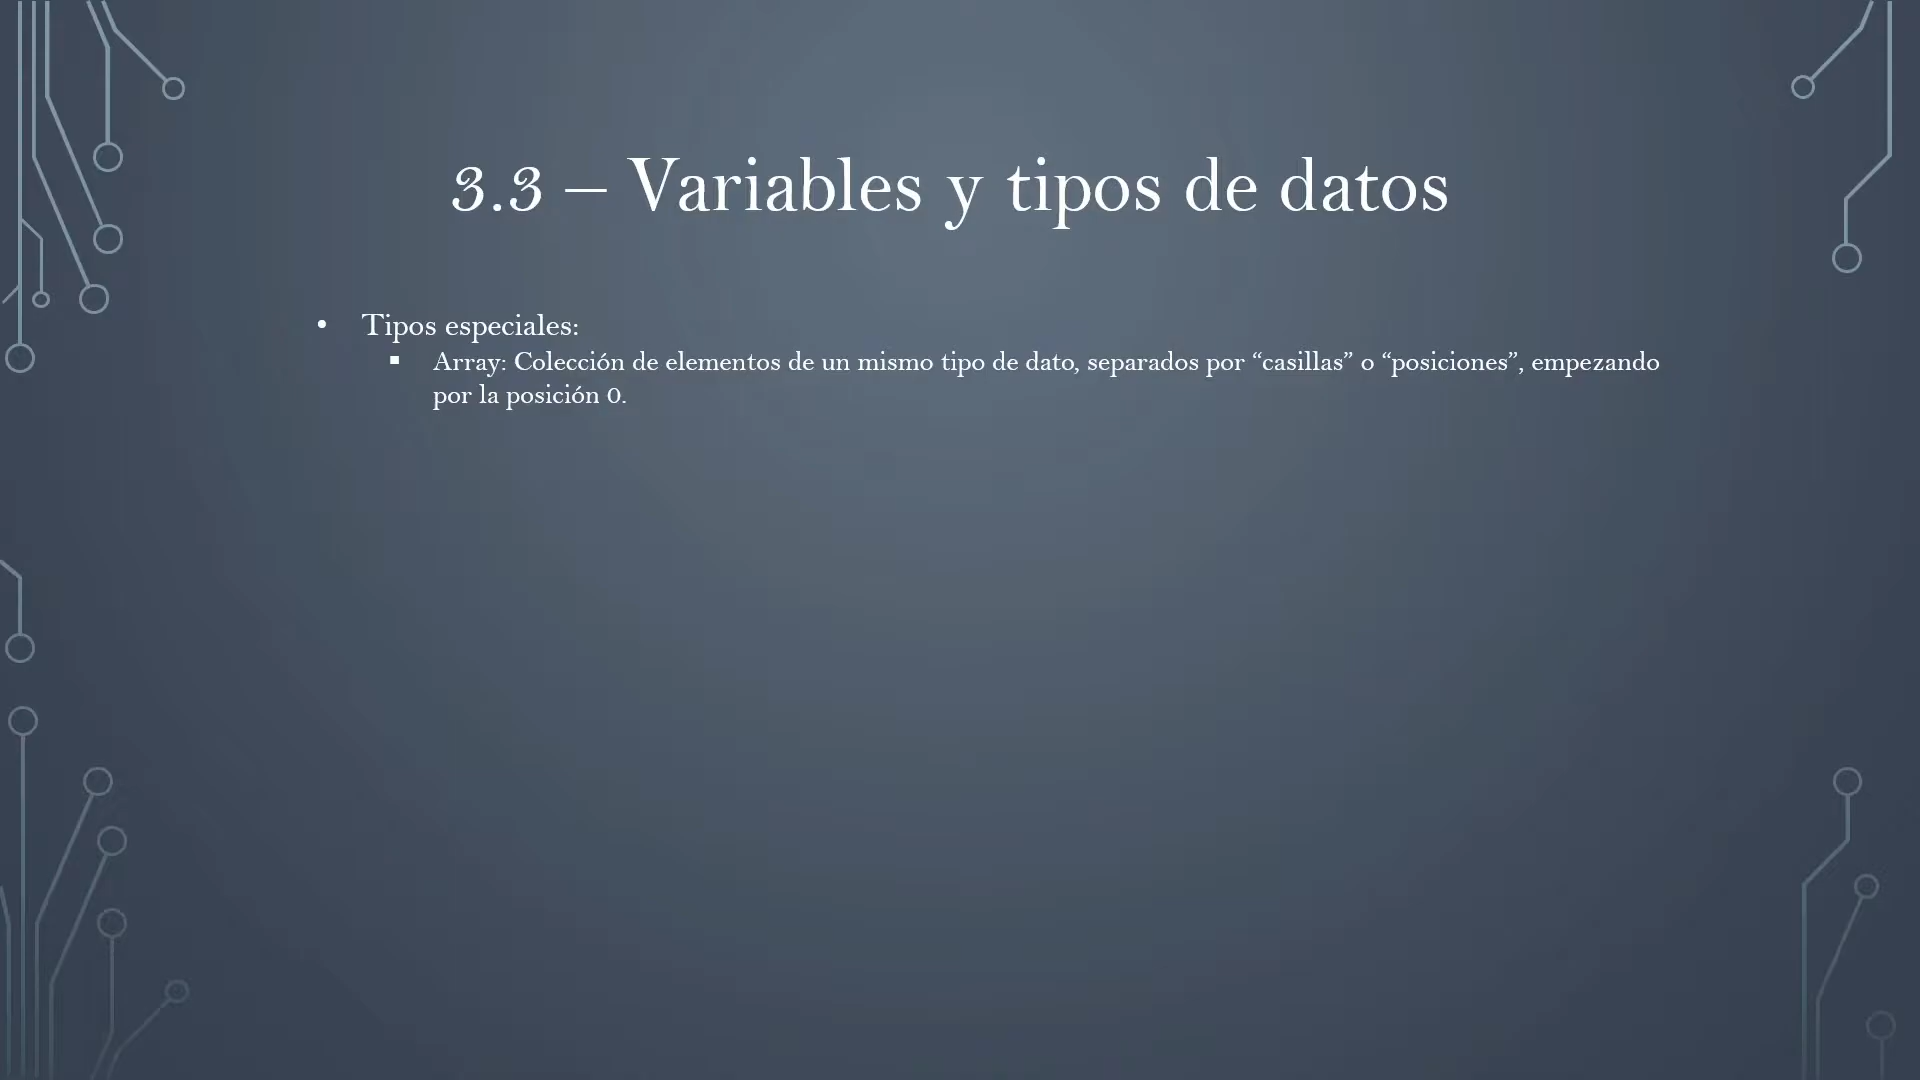 3.3 – Variables y tipos de datos
• Tipos especiales:
▪ Array: Colección de elementos de un mismo tipo de dato, separados por “casillas” o “posiciones”, empezando
por la posición 0.